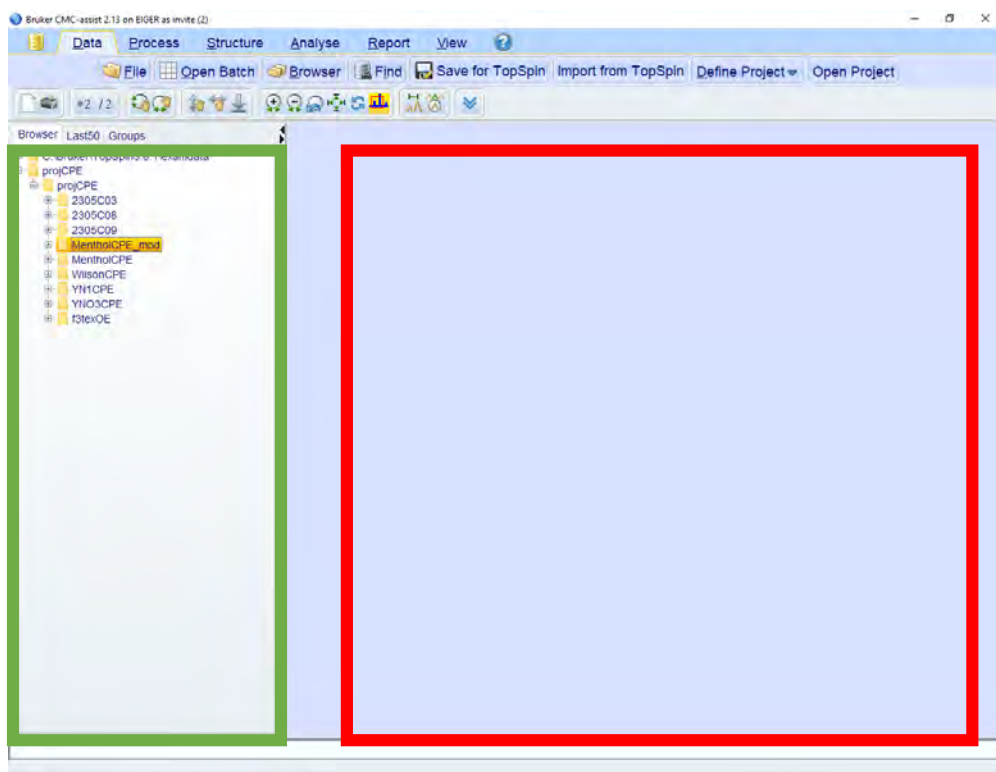 Bruker CMC-assist 2.13 on EIGER as invite (2)
Data Process Structure Analyse Report View ?
File Open Batch Browser Find Save for TopSpin Import from TopSpin Define Project Open Project
*2 /2
Browser Last50 Groups
projCPE
projCPE
2305C03
2305C08
2305C09
MentholCPE_mod
MentholCPE
WilsonCPE
YN1CPE
YNO3CPE